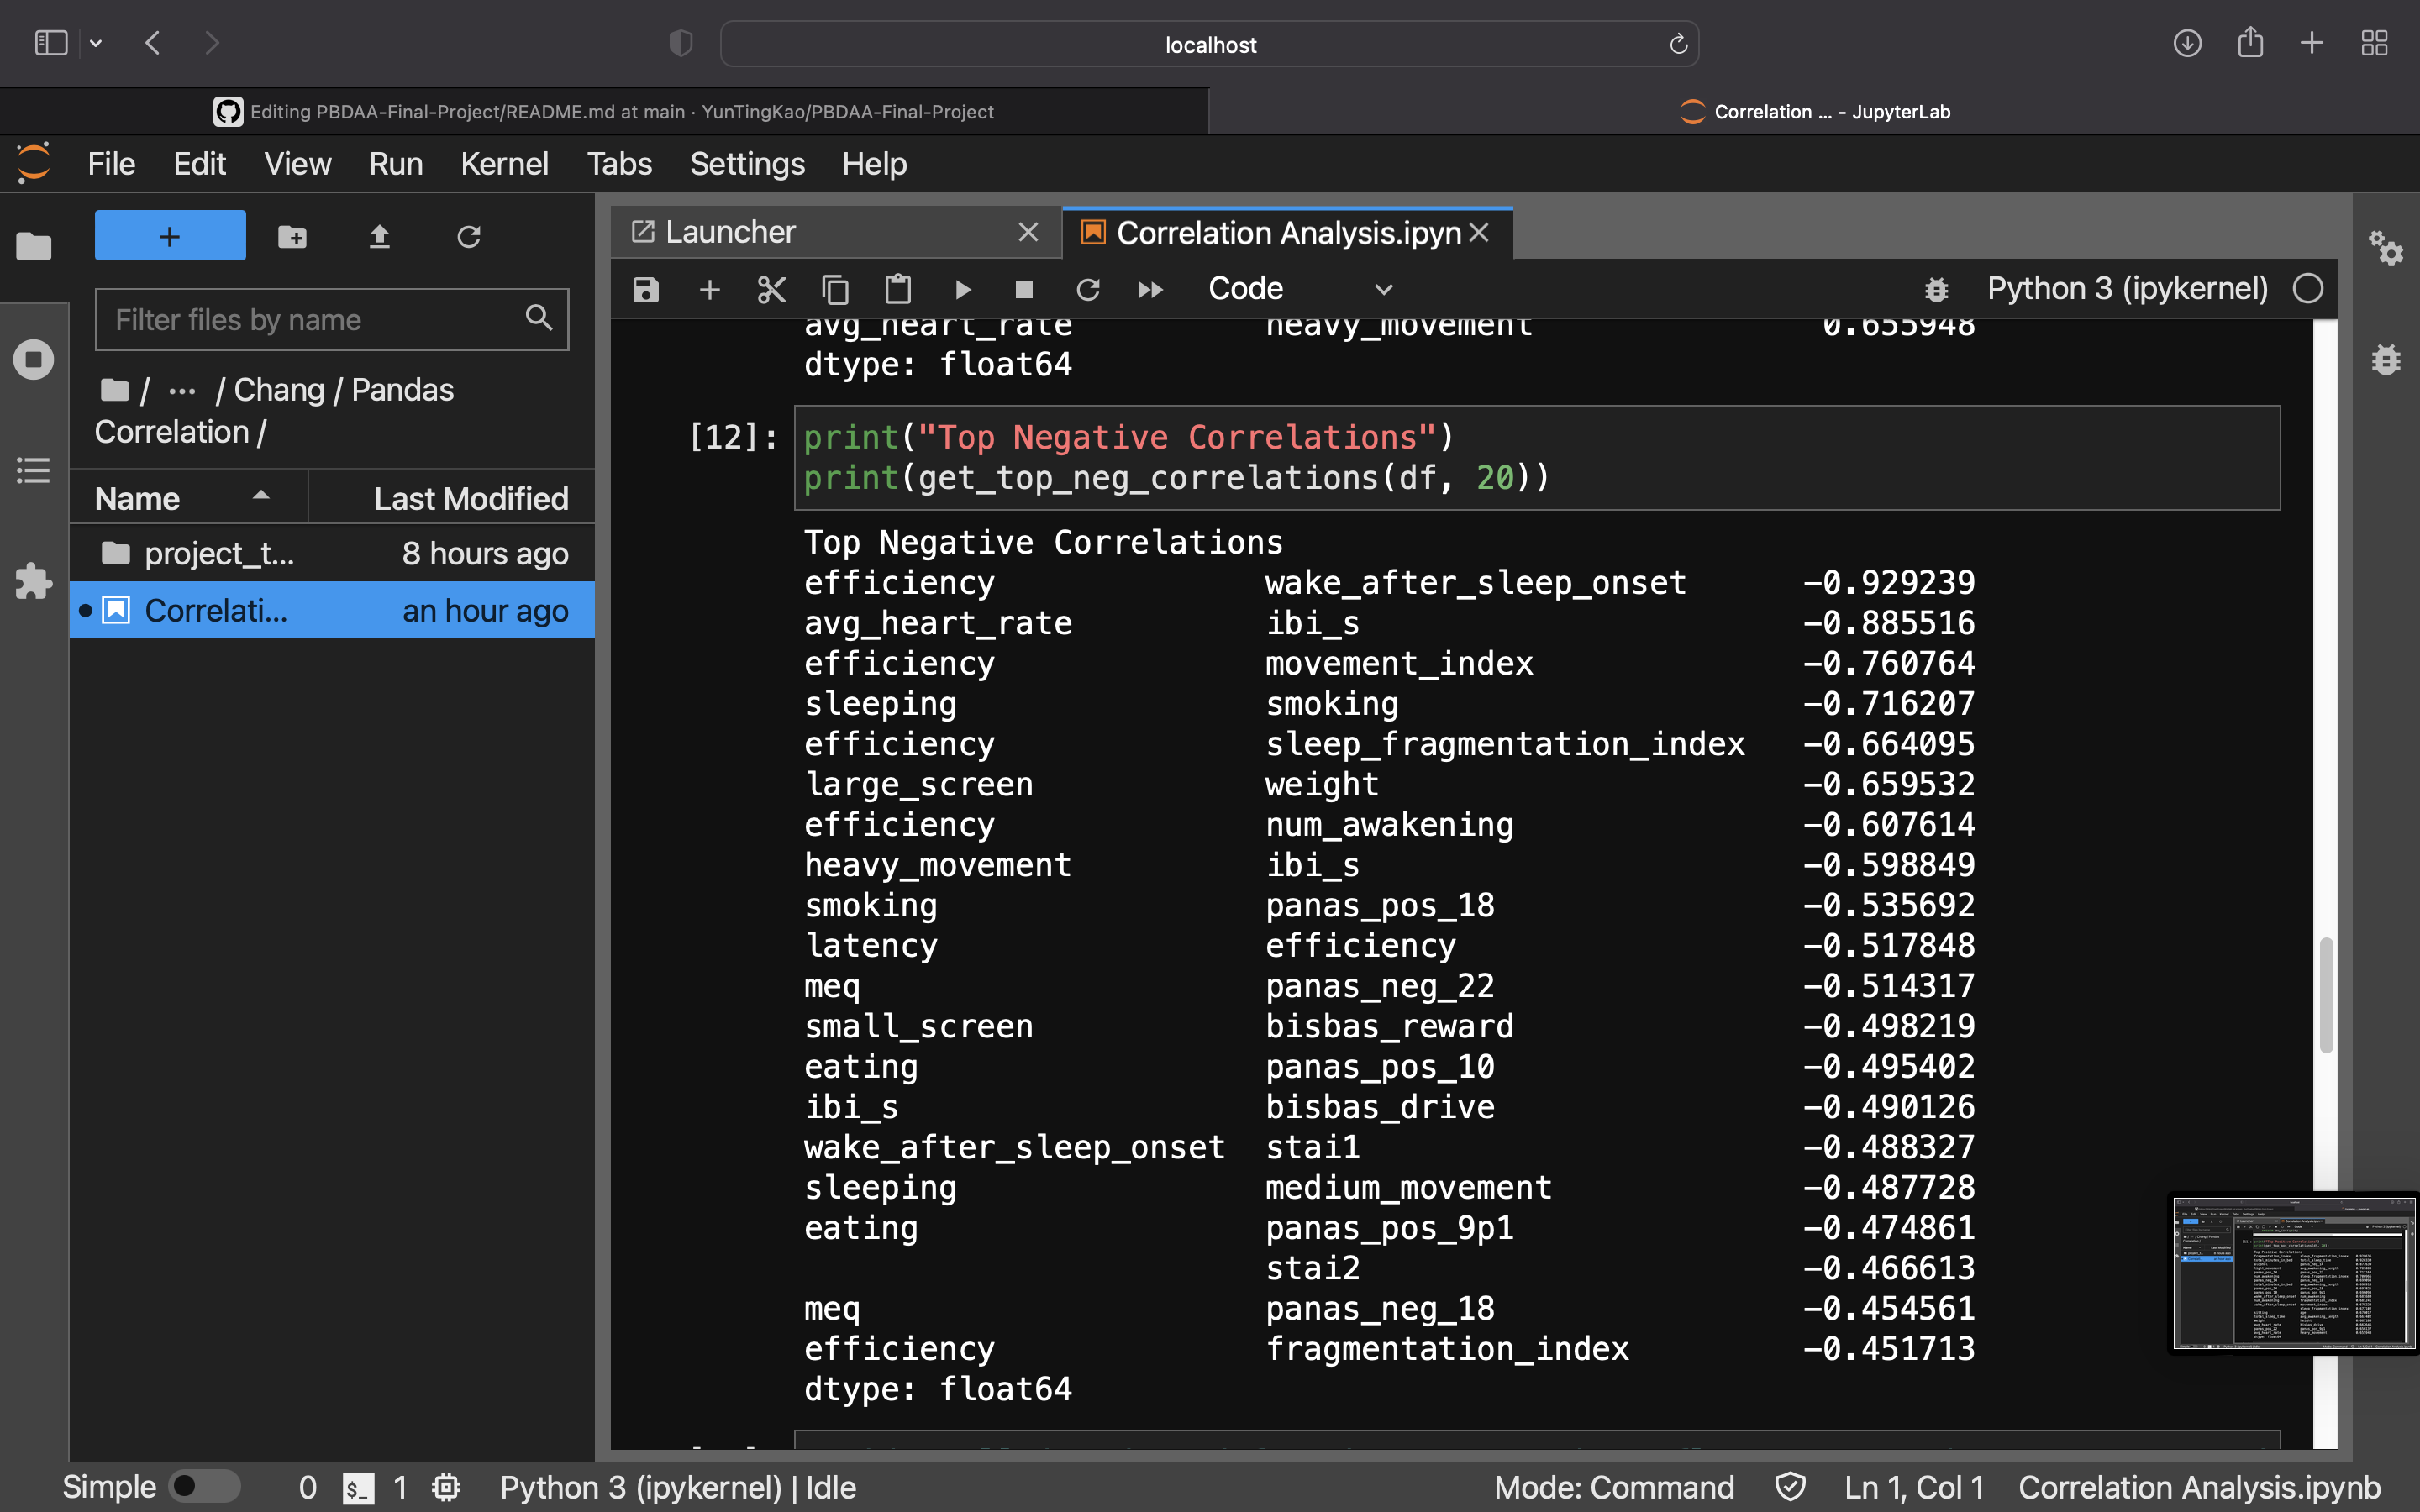 localhost
Editing PBDAA-Final-Project/README.md at main · YunTingKao/PBDAA-Final-Project
Correlation ... - JupyterLab
File Edit View Run Kernel Tabs Settings Help
+
Filter files by name
/ ··· / Chang / Pandas
Correlation /
Name Last Modified
project_t... 8 hours ago
Correlati... an hour ago
Launcher
Correlation Analysis.ipyn
Code
Python 3 (ipykernel)
avg_heart_rate heavy_movement 0.655948
dtype: float64
[12]: print("Top Negative Correlations")
print(get_top_neg_correlations(df, 20))
Top Negative Correlations
efficiency wake_after_sleep_onset -0.929239
avg_heart_rate ibi_s -0.885516
efficiency movement_index -0.760764
sleeping smoking -0.716207
efficiency sleep_fragmentation_index -0.664095
large_screen weight -0.659532
efficiency num_awakening -0.607614
heavy_movement ibi_s -0.598849
smoking panas_pos_18 -0.535692
latency efficiency -0.517848
meq panas_neg_22 -0.514317
small_screen bisbas_reward -0.498219
eating panas_pos_10 -0.495402
ibi_s bisbas_drive -0.490126
wake_after_sleep_onset stai1 -0.488327
sleeping medium_movement -0.487728
eating panas_pos_9p1 -0.474861
stai2 -0.466613
meq panas_neg_18 -0.454561
efficiency fragmentation_index -0.451713
dtype: float64
Simple 0 $_ 1 Python 3 (ipykernel) | Idle
Mode: Command Ln 1, Col 1 Correlation Analysis.ipynb